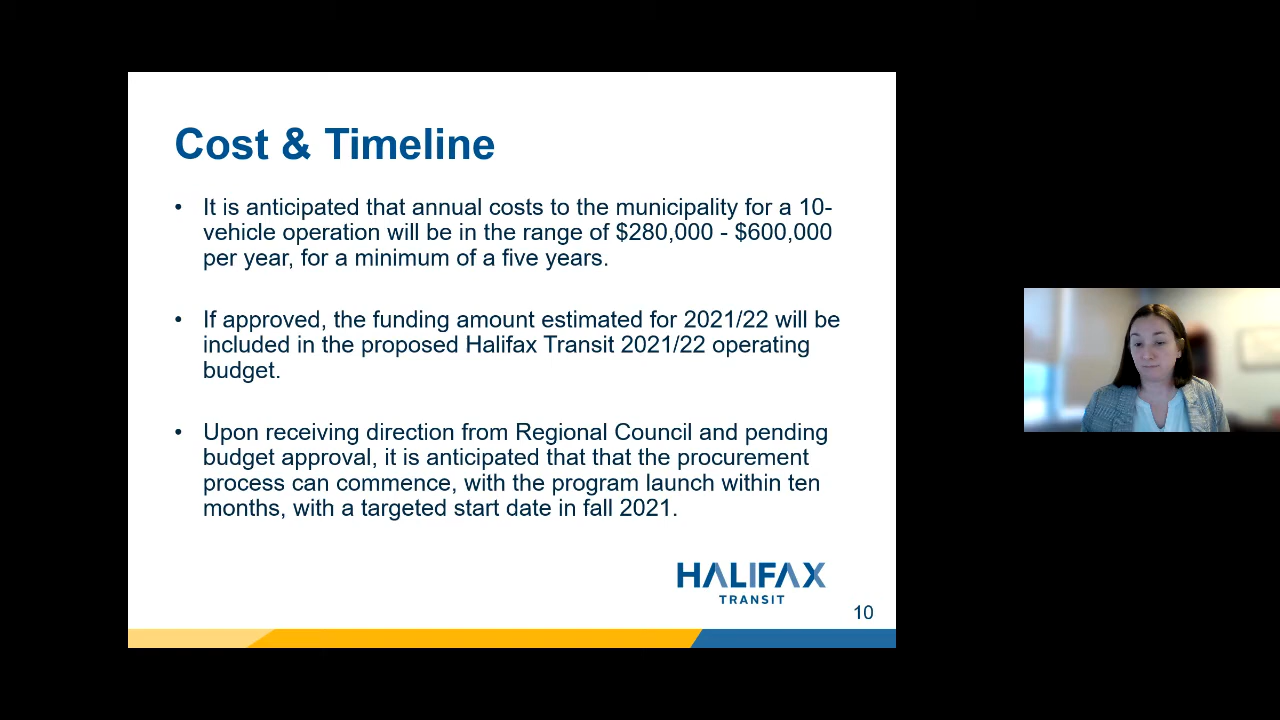 Cost & Timeline
• It is anticipated that annual costs to the municipality for a 10-
vehicle operation will be in the range of $280,000 - $600,000
per year, for a minimum of a five years.
• If approved, the funding amount estimated for 2021/22 will be
included in the proposed Halifax Transit 2021/22 operating
budget.
• Upon receiving direction from Regional Council and pending
budget approval, it is anticipated that that the procurement
process can commence, with the program launch within ten
months, with a targeted start date in fall 2021.
HALIFAX
TRANSIT
10